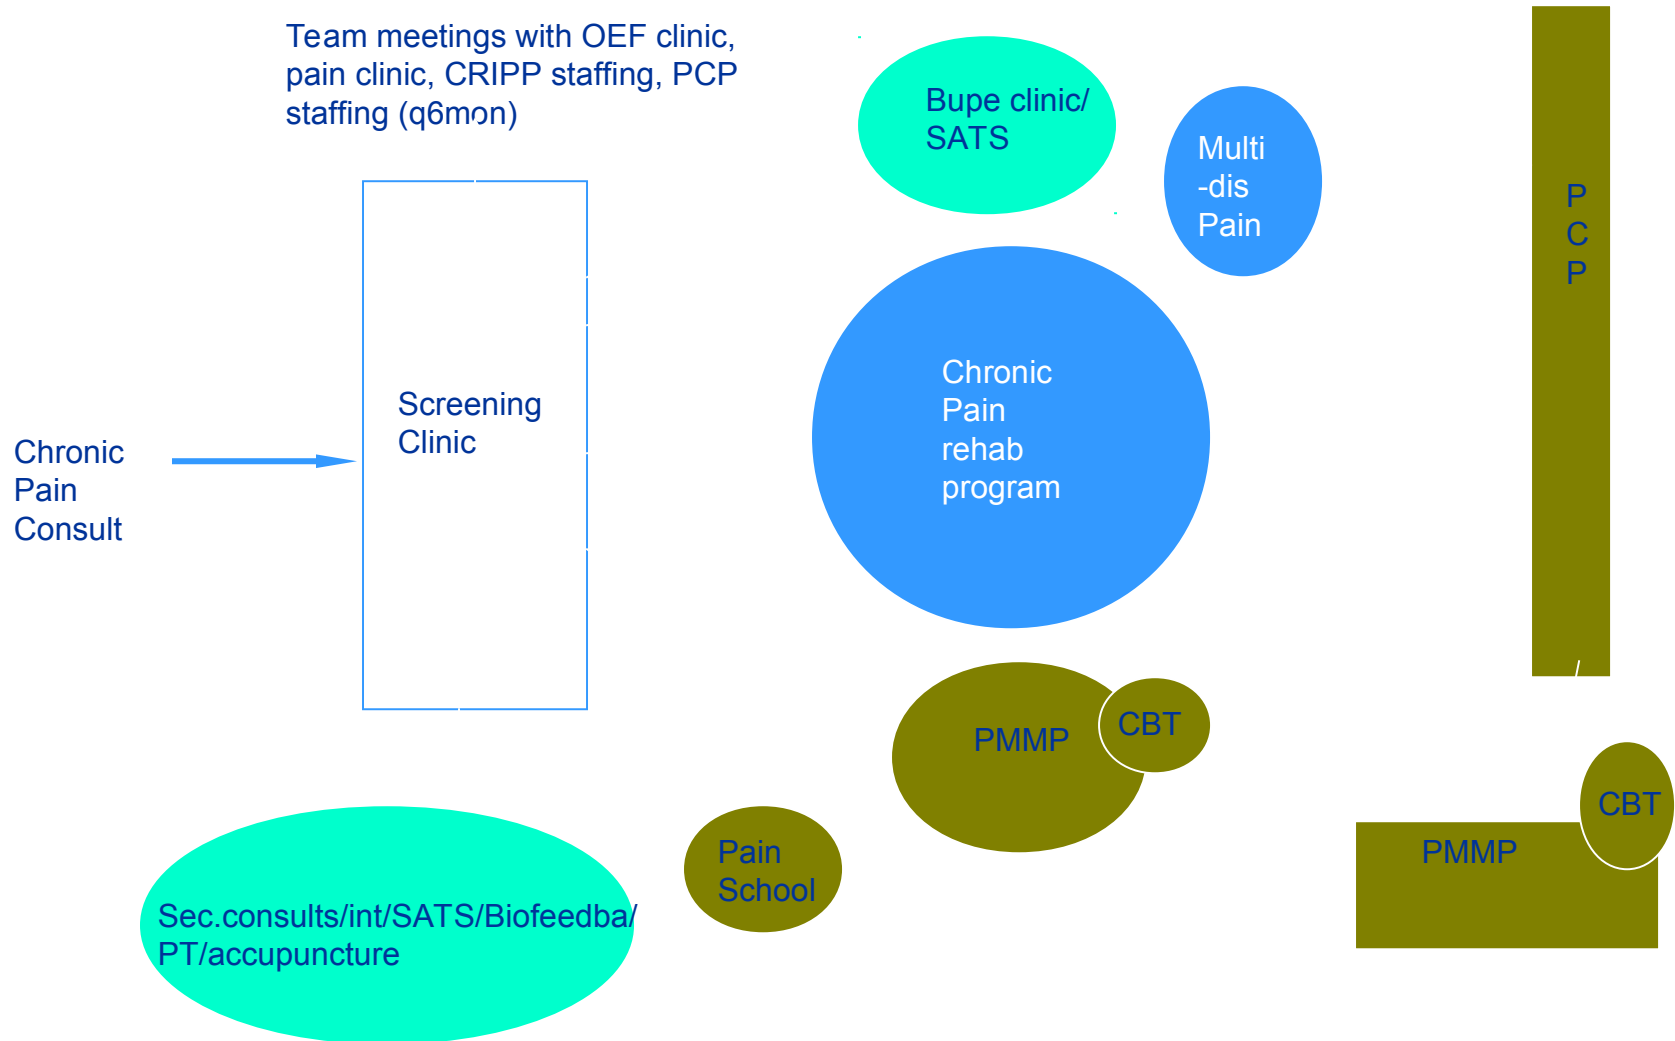 Team meetings with OEF clinic,
pain clinic, CRIPP staffing, PCP
staffing (q6mon)
Bupe clinic/
SATS
Multi
-dis
Pain
P
C
P
Screening
Clinic
Chronic
Pain
Consult
Chronic
Pain
rehab
program
PMMP
CBT
Pain
School
PMMP
CBT
Sec.consults/int/SATS/Biofeedba/
PT/accupuncture